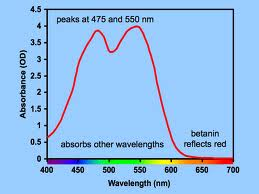 peaks at 475 and 550 nm
4.5
4
3.5
3
2.5
2
1.5
1
0.5
0
Absorbance (OD)
absorbs other wavelengths
betanin
reflects red
400 450 500 550 600 650 700
Wavelength (nm)